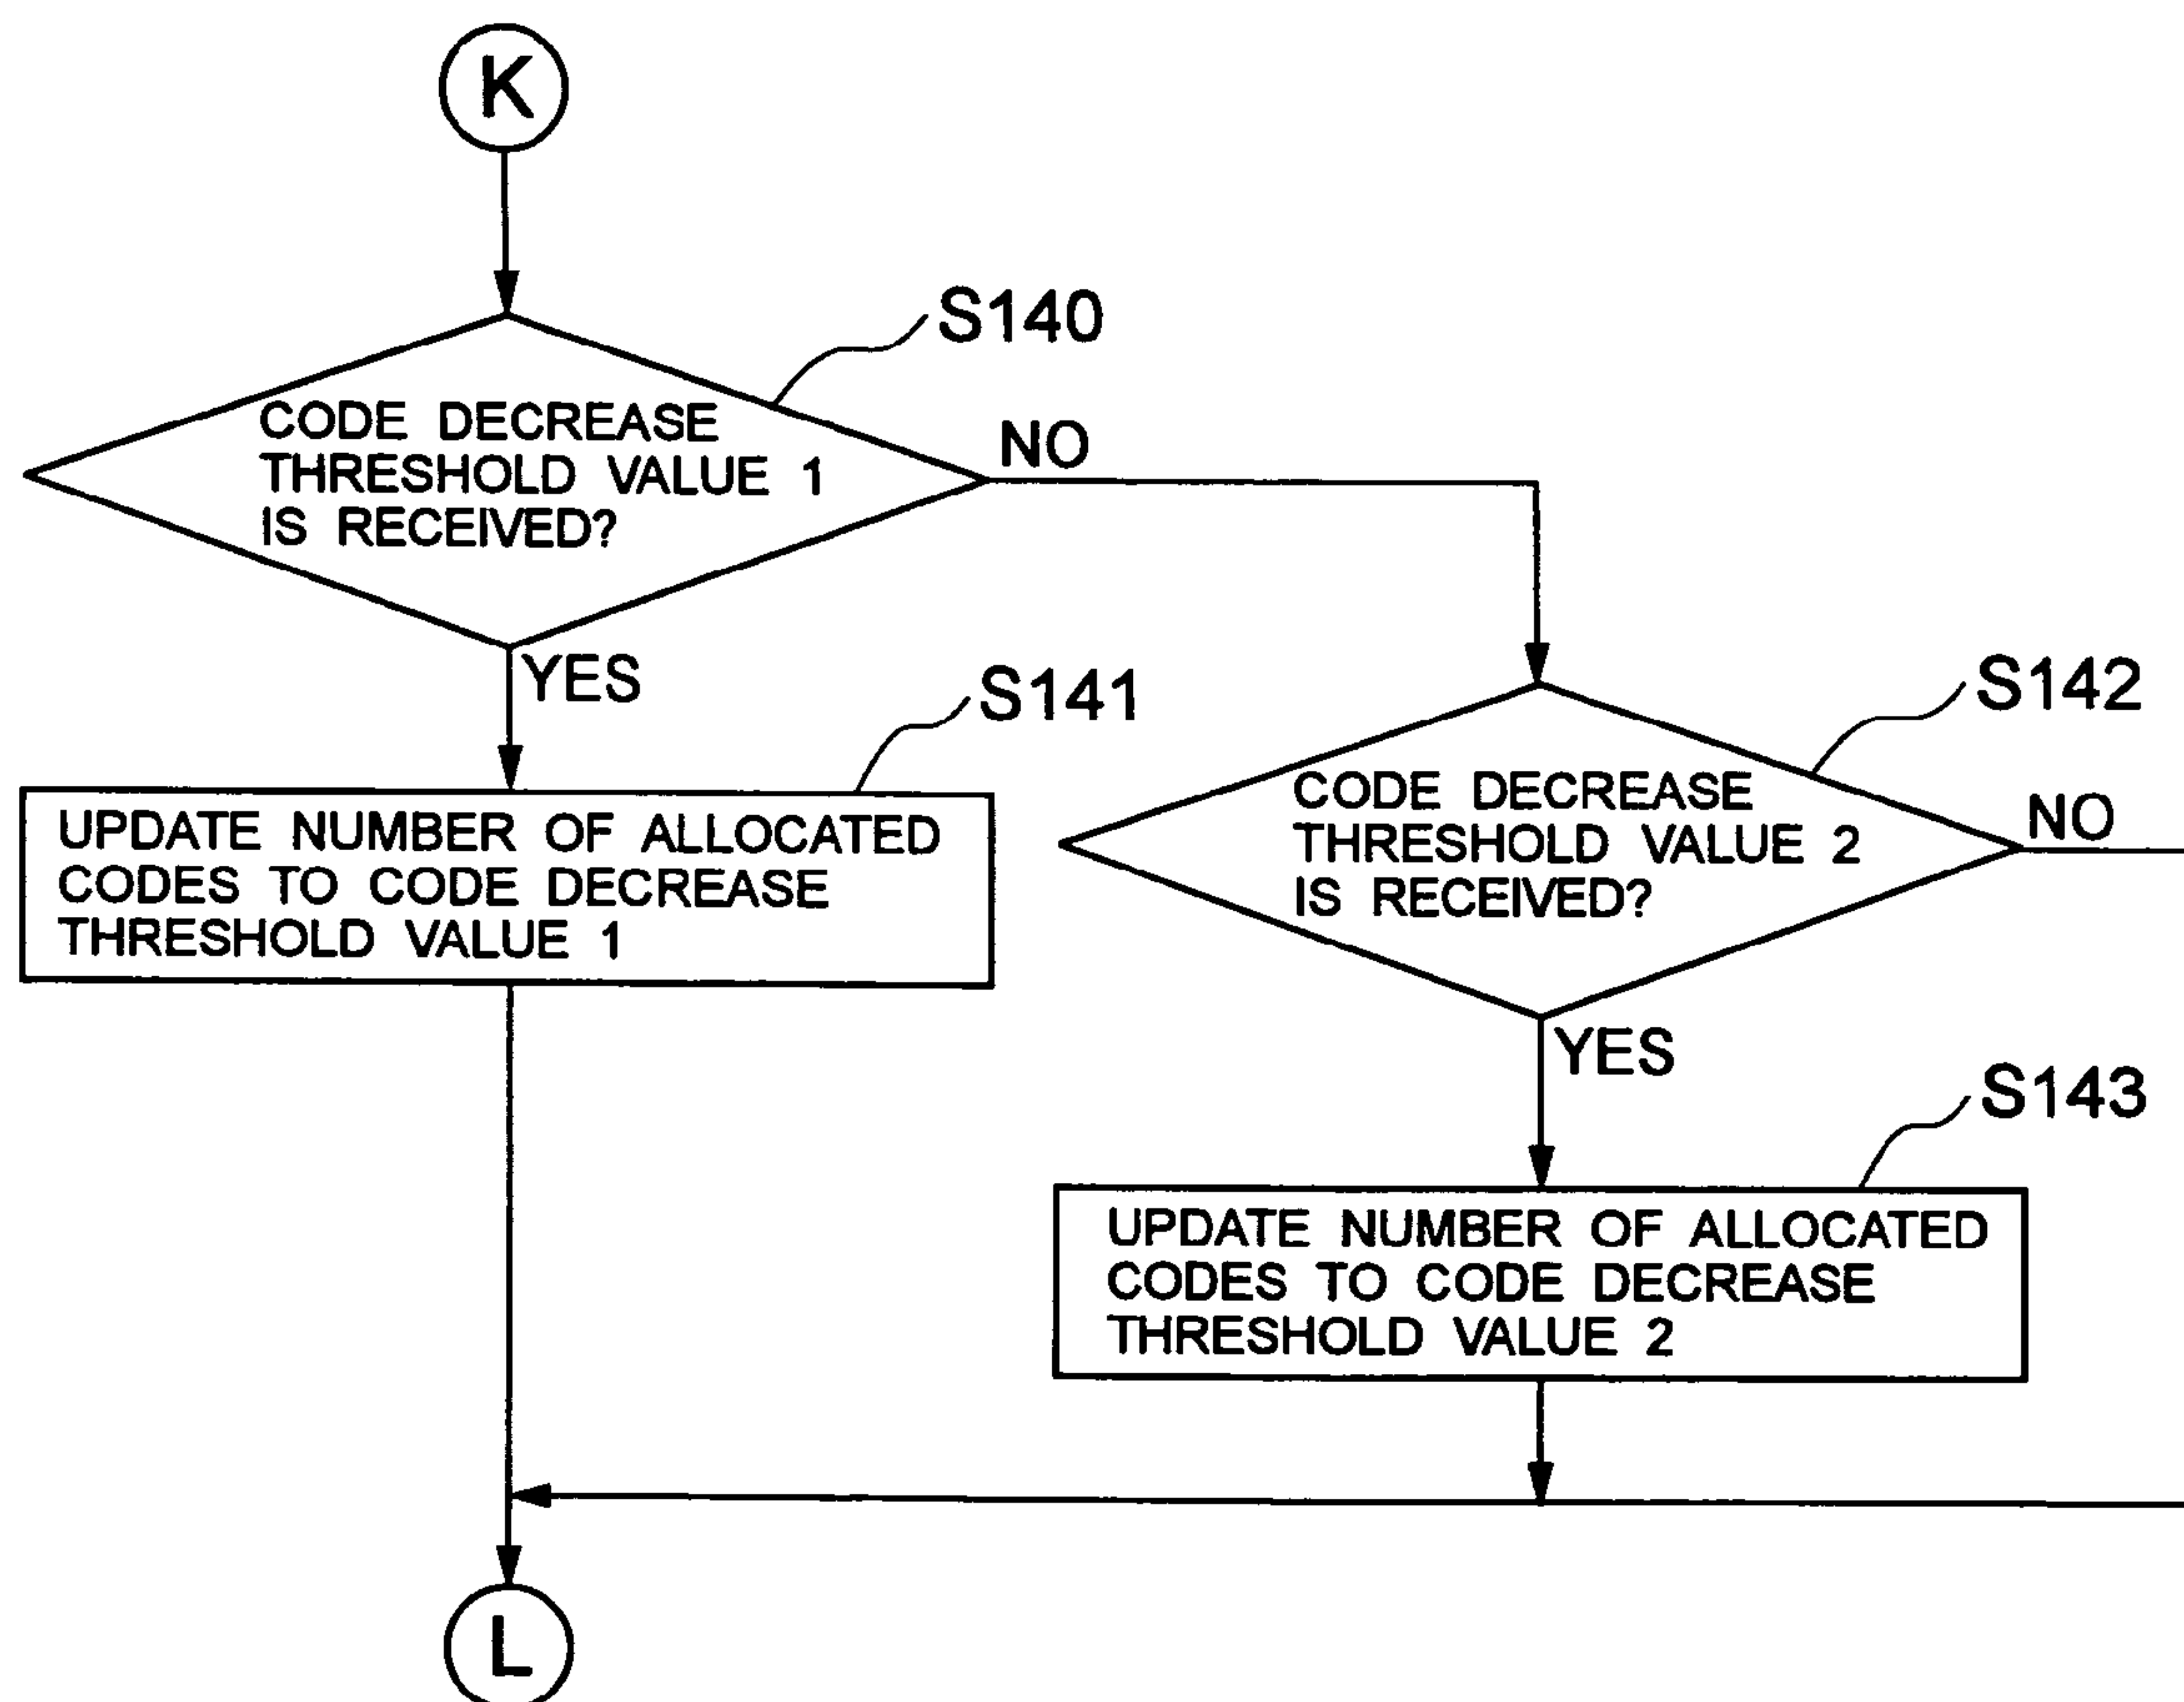 K
S140
CODE DECREASE
THRESHOLD VALUE 1
IS RECEIVED?
NO
YES
S141
UPDATE NUMBER OF ALLOCATED
CODES TO CODE DECREASE
THRESHOLD VALUE 1
S142
CODE DECREASE
THRESHOLD VALUE 2
IS RECEIVED?
NO
YES
S143
UPDATE NUMBER OF ALLOCATED
CODES TO CODE DECREASE
THRESHOLD VALUE 2
L